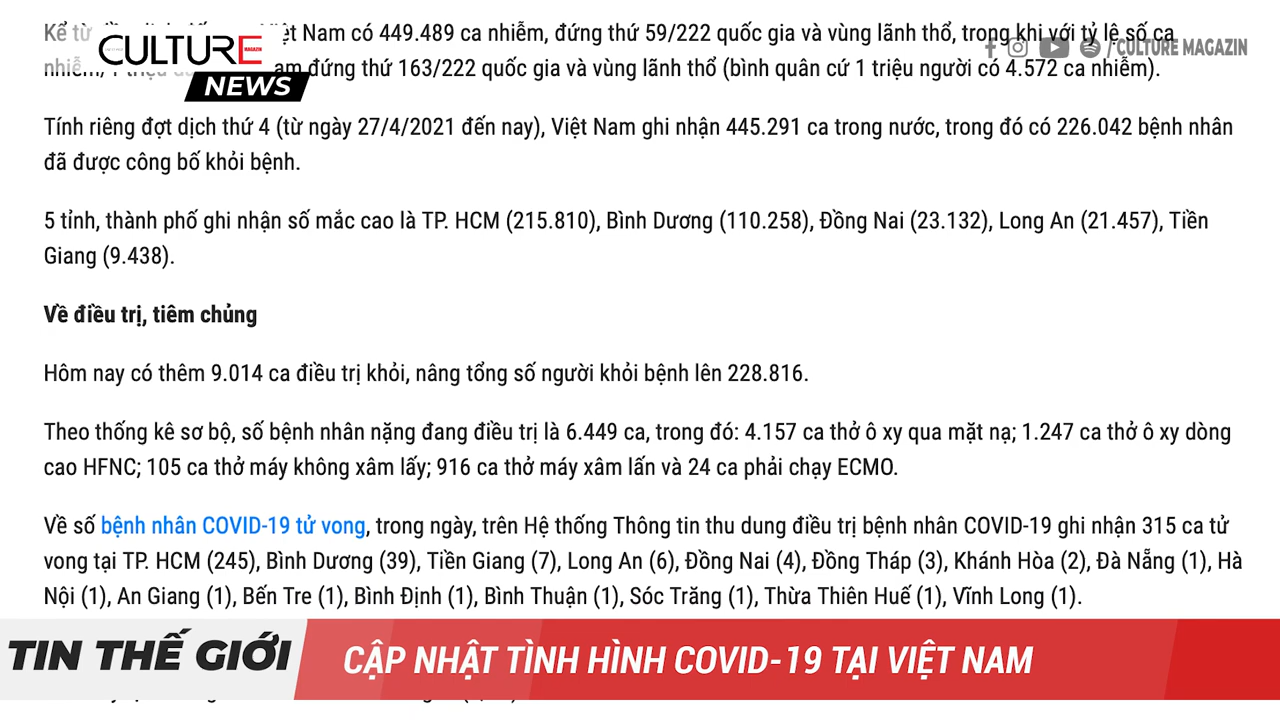 Kể từ Việt Nam có 449.489 ca nhiễm, đứng thứ 59/222 quốc gia và vùng lãnh thổ, trong khi với tỷ lệ số ca
nhiễm/1 triệu đứng thứ 163/222 quốc gia và vùng lãnh thổ (bình quân cứ 1 triệu người có 4.572 ca nhiễm).
CULTURE
MAGAZIN
NEWS
/ CULTURE MAGAZIN
Tính riêng đợt dịch thứ 4 (từ ngày 27/4/2021 đến nay), Việt Nam ghi nhận 445.291 ca trong nước, trong đó có 226.042 bệnh nhân
đã được công bố khỏi bệnh.
5 tỉnh, thành phố ghi nhận số mắc cao là TP. HCM (215.810), Bình Dương (110.258), Đồng Nai (23.132), Long An (21.457), Tiền
Giang (9.438).
Về điều trị, tiêm chủng
Hôm nay có thêm 9.014 ca điều trị khỏi, nâng tổng số người khỏi bệnh lên 228.816.
Theo thống kê sơ bộ, số bệnh nhân nặng đang điều trị là 6.449 ca, trong đó: 4.157 ca thở ô xy qua mặt nạ; 1.247 ca thở ô xy dòng
cao HFNC; 105 ca thở máy không xâm lấy; 916 ca thở máy xâm lấn và 24 ca phải chạy ECMO.
Về số bệnh nhân COVID-19 tử vong, trong ngày, trên Hệ thống Thông tin thu dung điều trị bệnh nhân COVID-19 ghi nhận 315 ca tử
vong tại TP. HCM (245), Bình Dương (39), Tiền Giang (7), Long An (6), Đồng Nai (4), Đồng Tháp (3), Khánh Hòa (2), Đà Nẵng (1), Hà
Nội (1), An Giang (1), Bến Tre (1), Bình Định (1), Bình Thuận (1), Sóc Trăng (1), Thừa Thiên Huế (1), Vĩnh Long (1).
TIN THẾ GIỚI
CẬP NHẬT TÌNH HÌNH COVID-19 TẠI VIỆT NAM